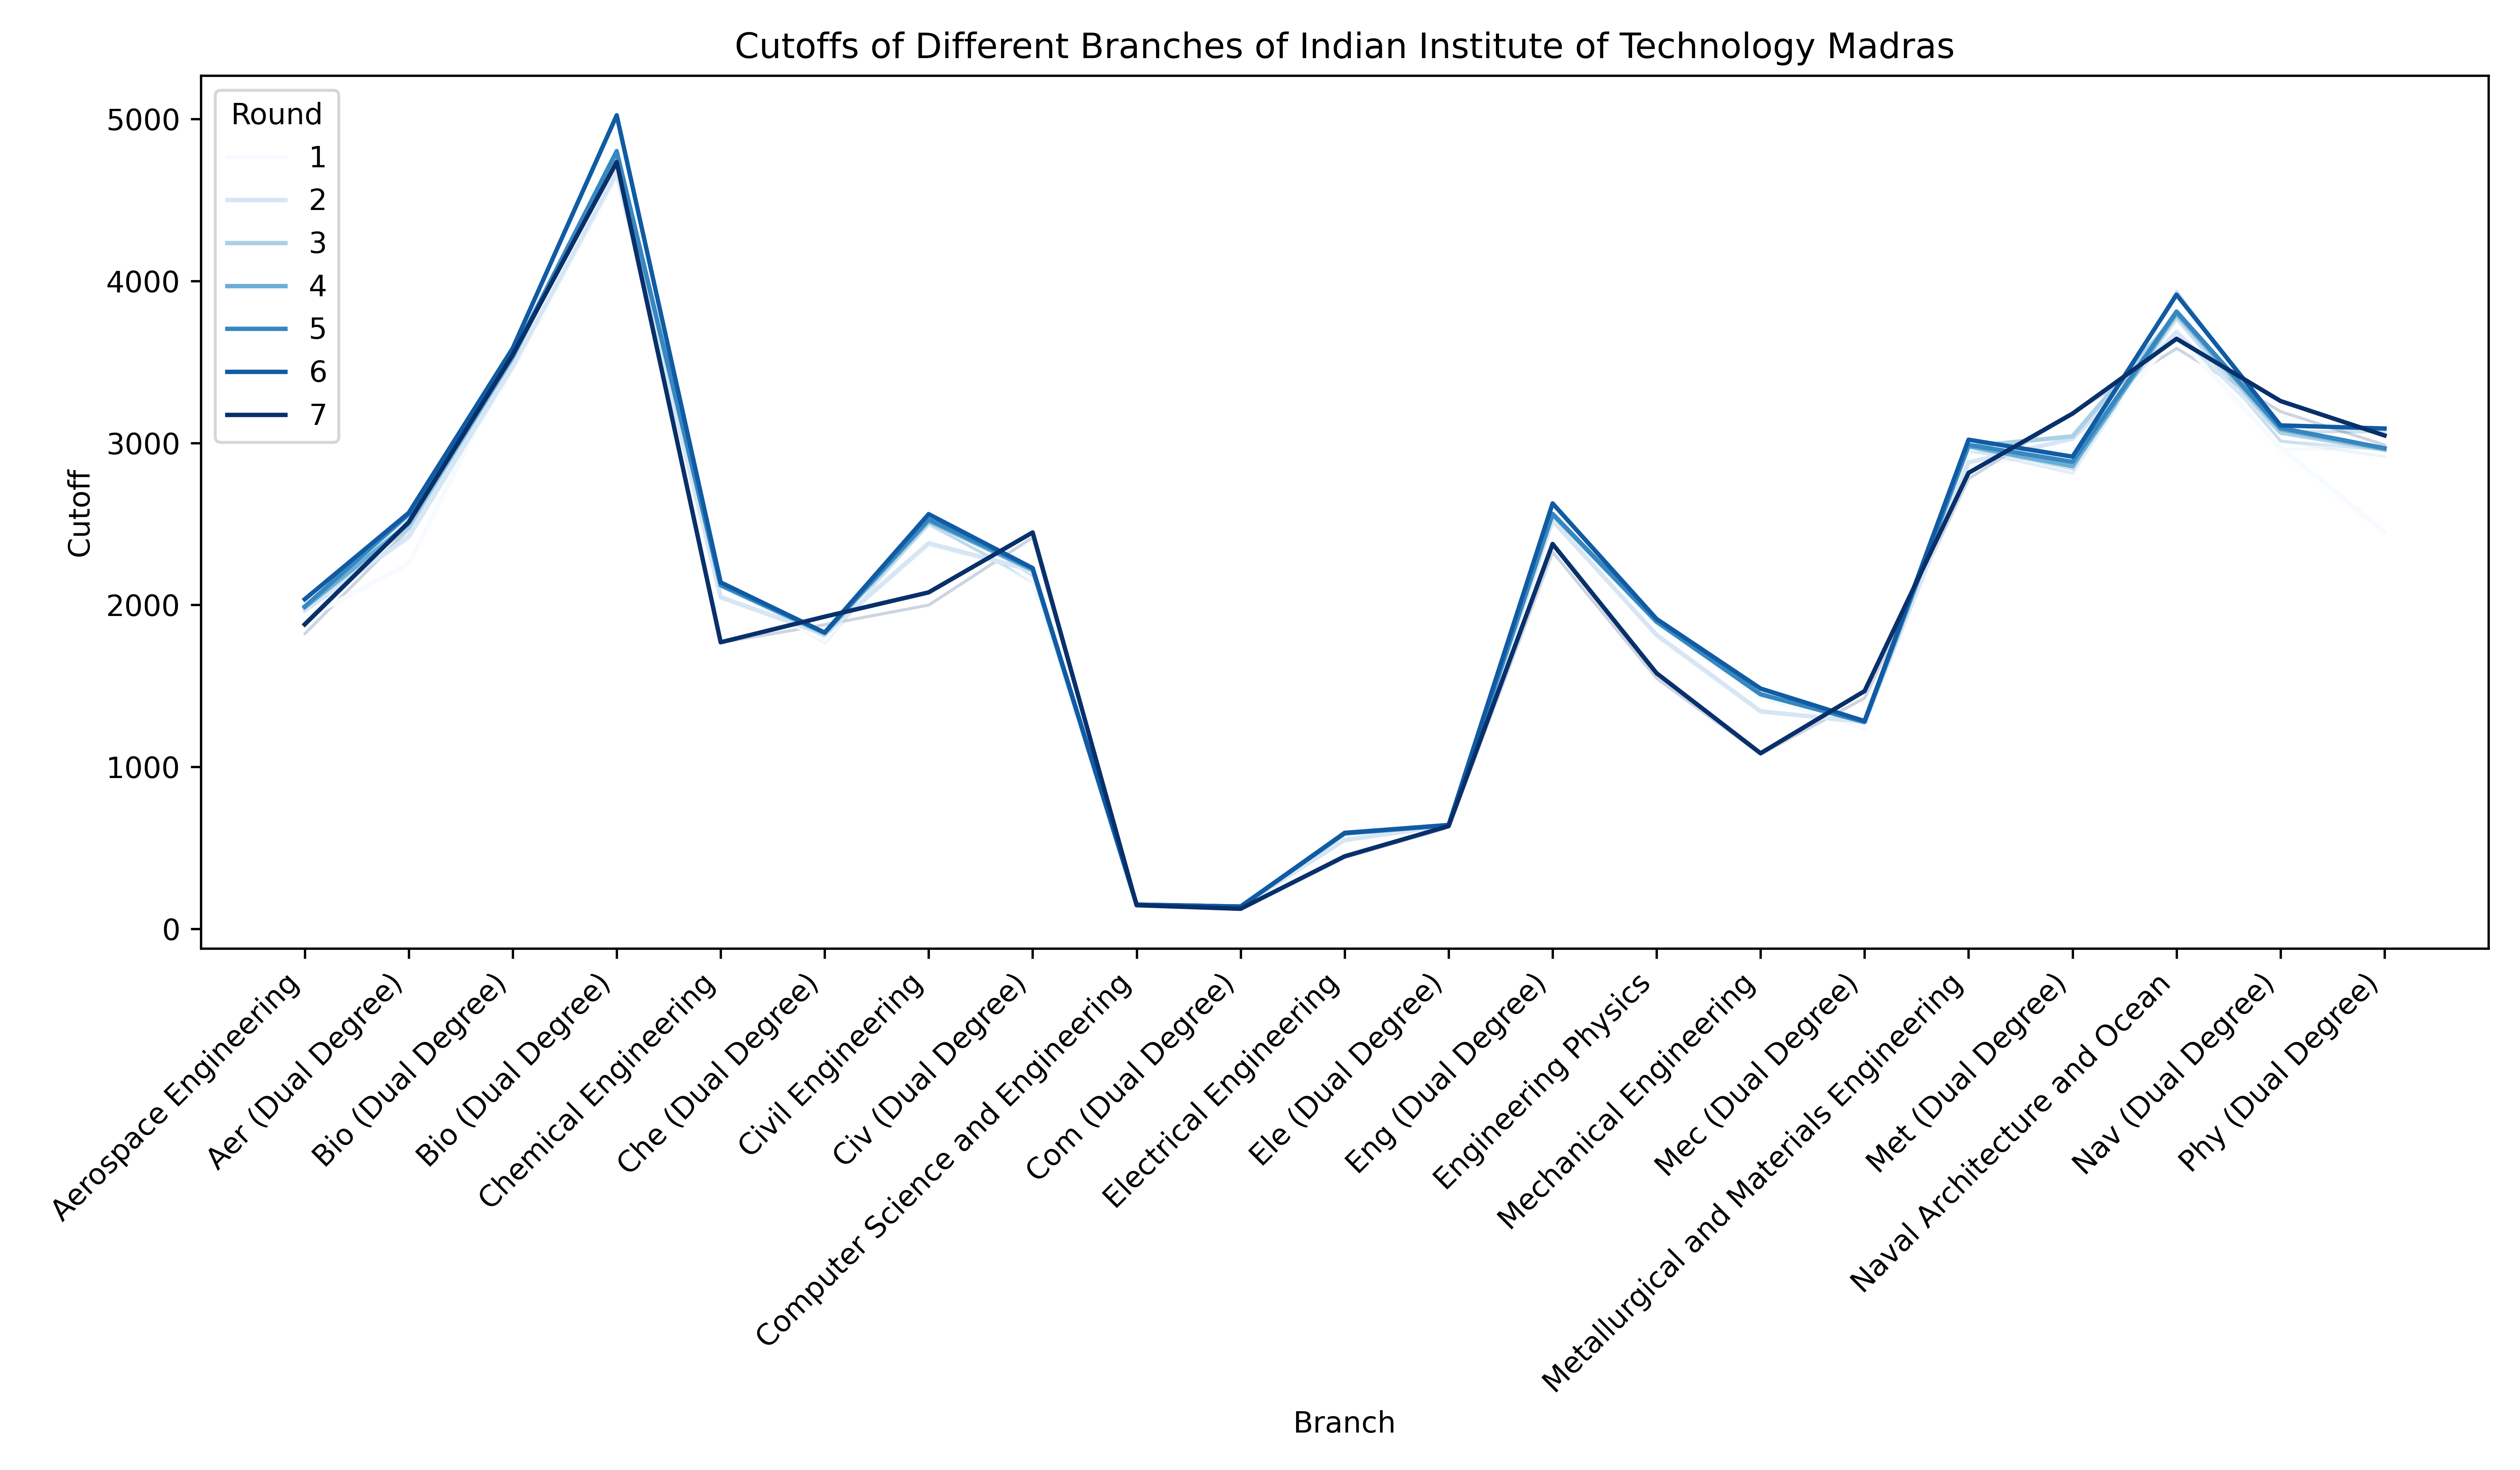 Cutoffs of Different Branches of Indian Institute of Technology Madras
Round
1
2
3
4
5
6
7
5000
4000
3000
2000
1000
0
Cutoff
Aerospace Engineering
Aer (Dual Degree)
Bio (Dual Degree)
Bio (Dual Degree)
Chemical Engineering
Che (Dual Degree)
Civil Engineering
Civ (Dual Degree)
Computer Science and Engineering
Com (Dual Degree)
Electrical Engineering
Ele (Dual Degree)
Eng (Dual Degree)
Engineering Physics
Mechanical Engineering
Mec (Dual Degree)
Metallurgical and Materials Engineering
Met (Dual Degree)
Naval Architecture and Ocean
Nav (Dual Degree)
Phy (Dual Degree)
Branch